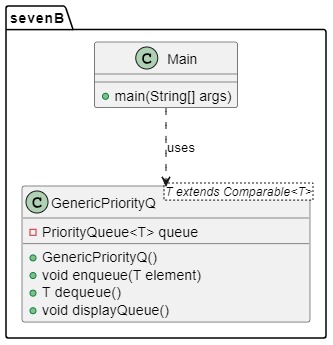 sevenB
C Main
main(String[] args)
uses
T extends Comparable<T>
C GenericPriorityQ
PriorityQueue<T> queue
GenericPriorityQ()
void enqueue(T element)
T dequeue()
void displayQueue()